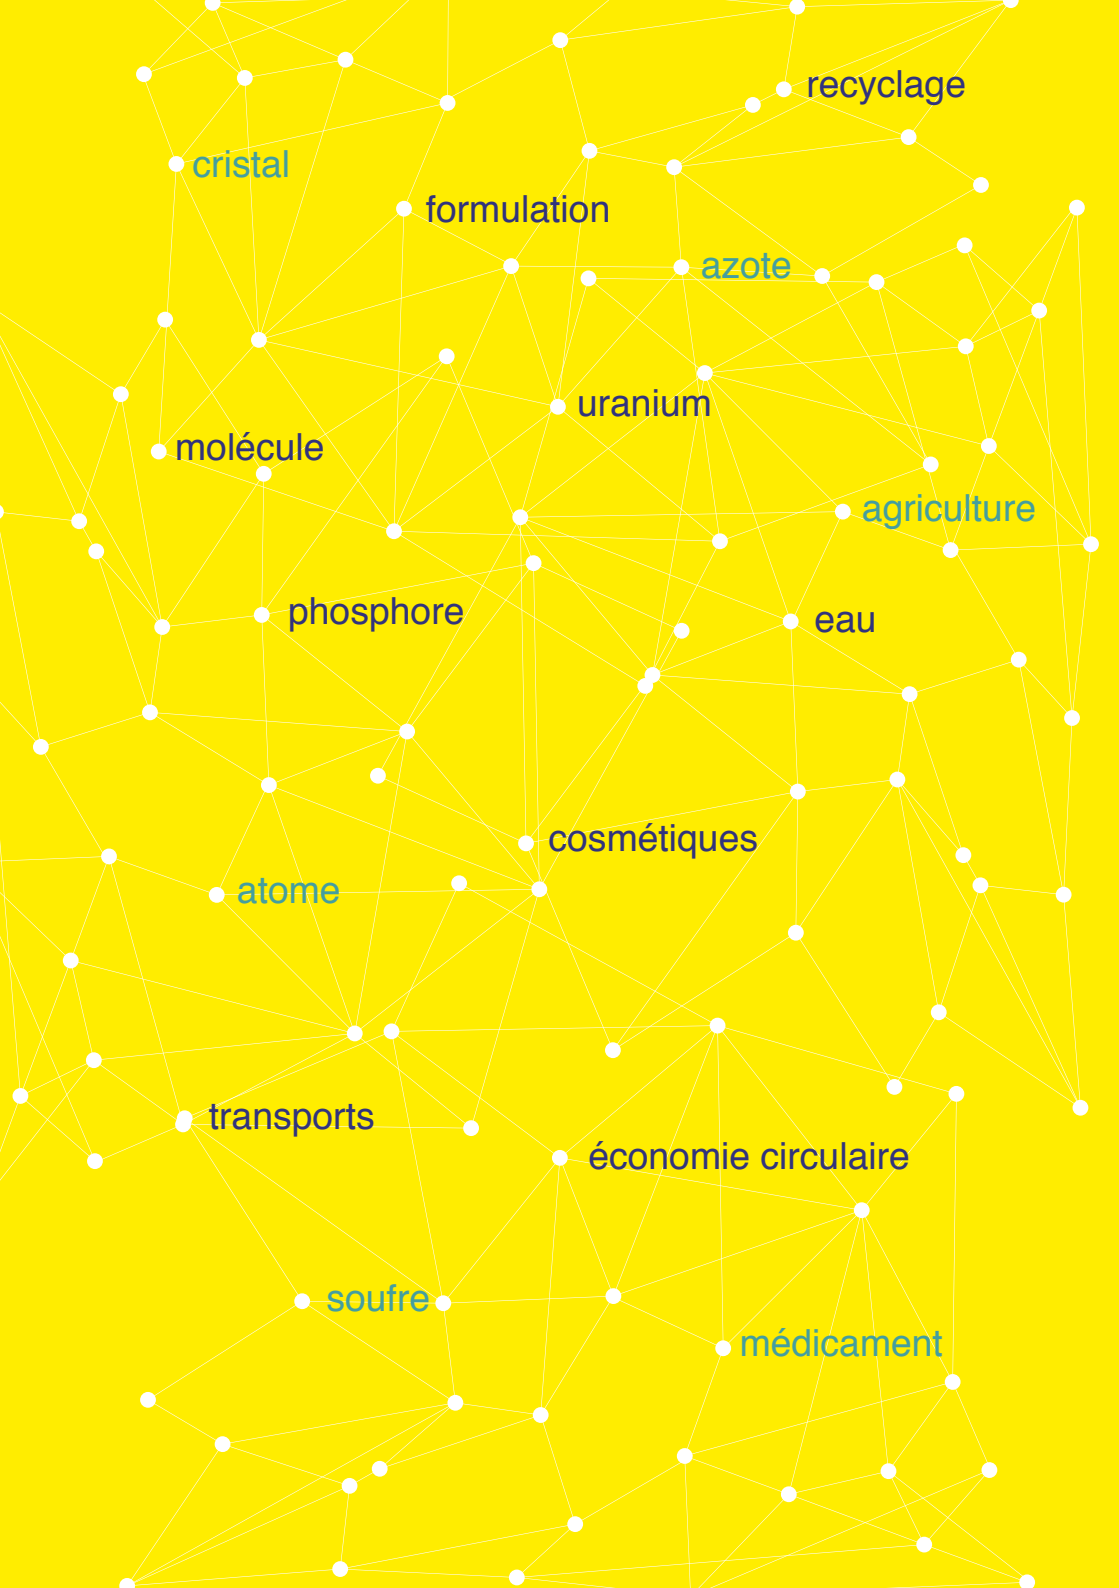 recyclage
cristal
formulation
azote
uranium
molécule
agriculture
phosphore
eau
cosmétiques
atome
transports
économie circulaire
soufre
médicament